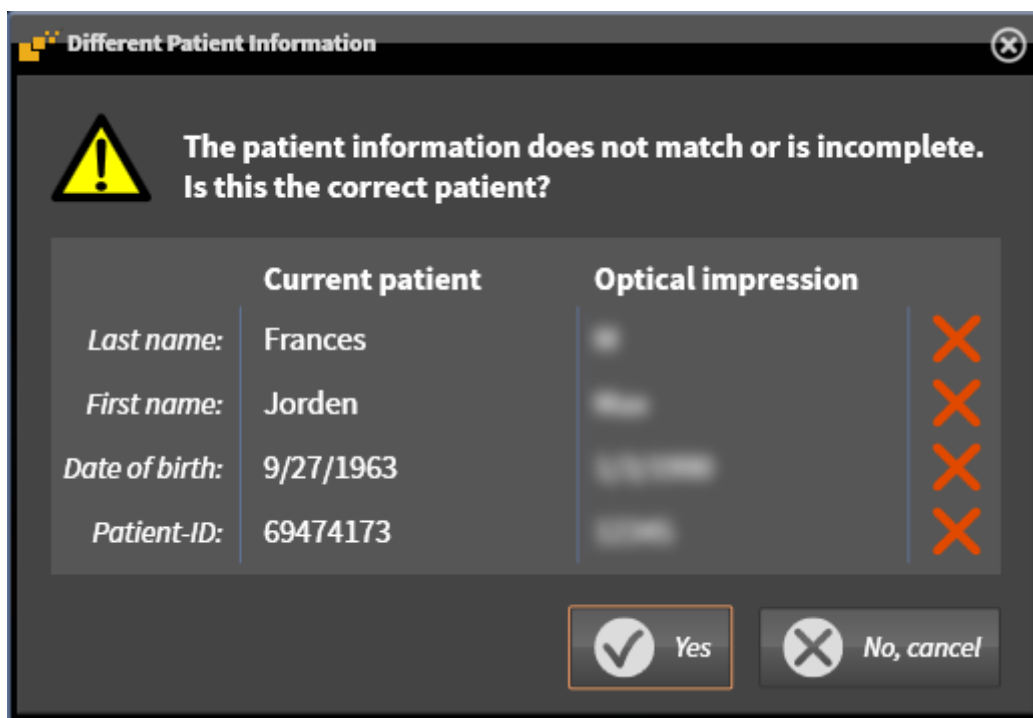 Different Patient Information
The patient information does not match or is incomplete.
Is this the correct patient?
Current patient Optical impression
Last name: Frances
First name: Jorden
Date of birth: 9/27/1963
Patient-ID: 69474173
Yes No, cancel